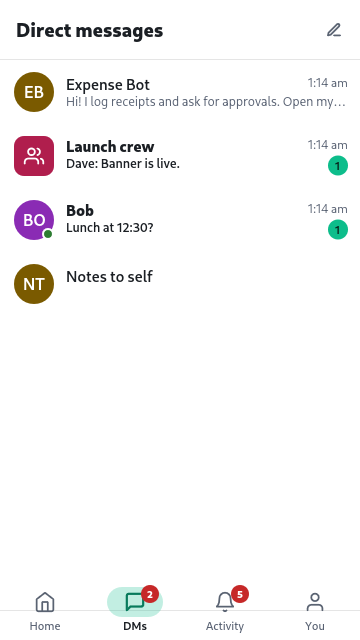 Direct messages
EB
Expense Bot
1:14 am
Hi! I log receipts and ask for approvals. Open my…
Launch crew
1:14 am
Dave: Banner is live.
1
BO
Bob
1:14 am
Lunch at 12:30?
1
NT
Notes to self
2
5
Home
DMs
Activity
You